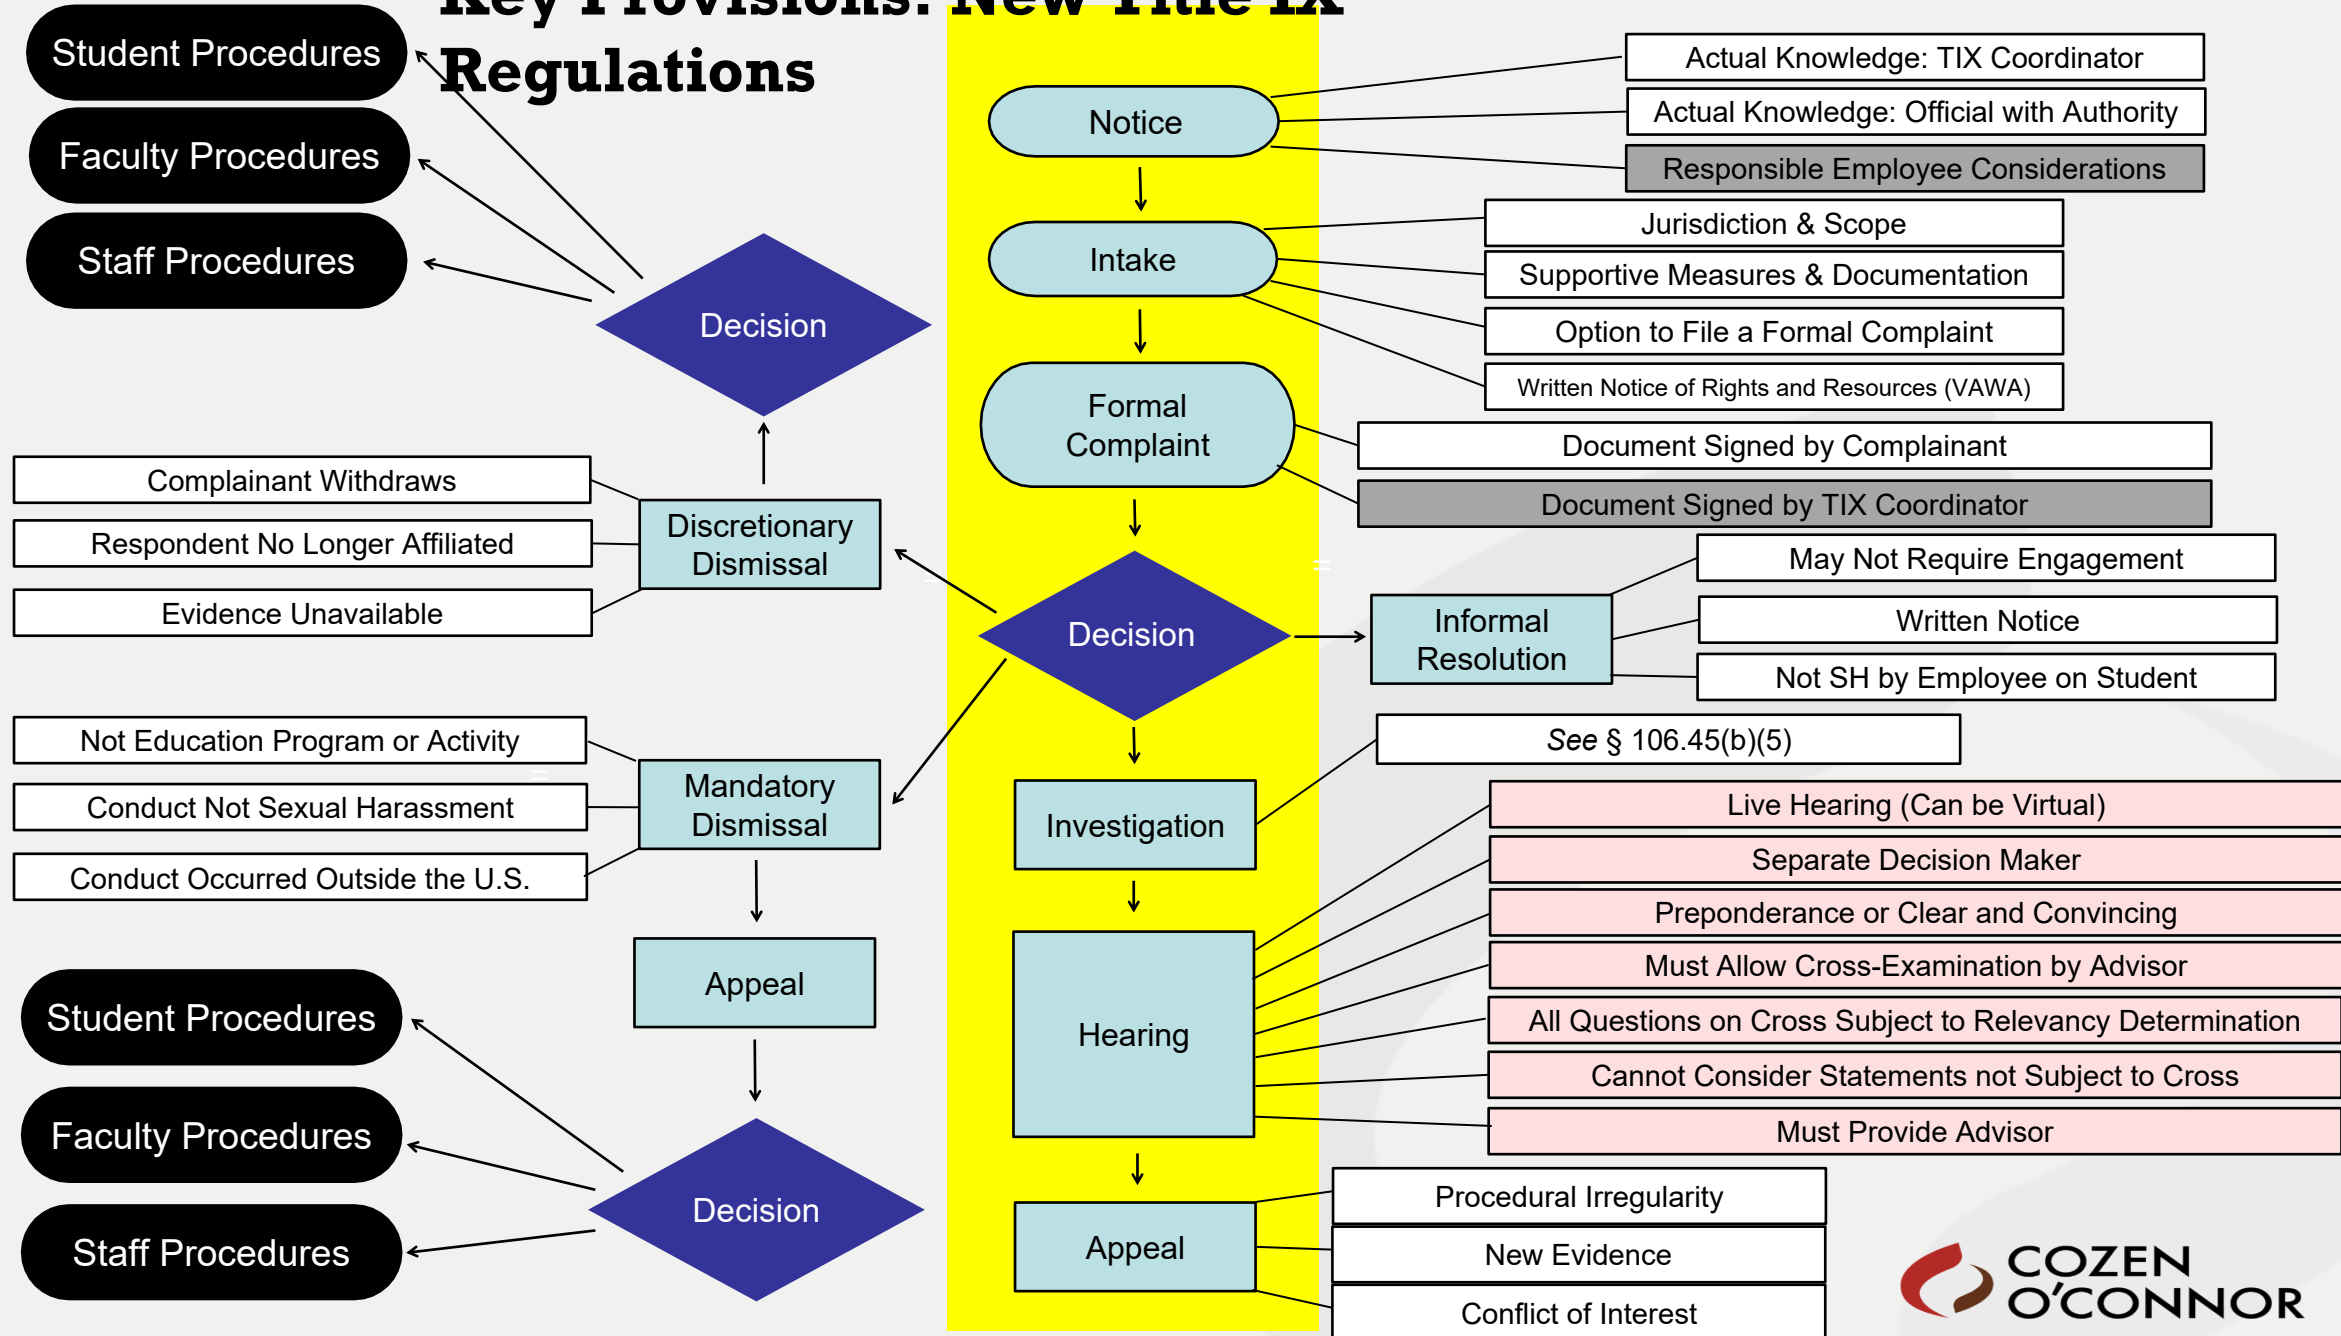 Key Provisions: New Title IX
Regulations
Student Procedures
Faculty Procedures
Staff Procedures
Decision
Complainant Withdraws
Respondent No Longer Affiliated
Evidence Unavailable
Discretionary
Dismissal
Not Education Program or Activity
Conduct Not Sexual Harassment
Conduct Occurred Outside the U.S.
Mandatory
Dismissal
Appeal
Student Procedures
Faculty Procedures
Staff Procedures
Decision
Notice
Actual Knowledge: TIX Coordinator
Actual Knowledge: Official with Authority
Responsible Employee Considerations
Intake
Jurisdiction & Scope
Supportive Measures & Documentation
Option to File a Formal Complaint
Written Notice of Rights and Resources (VAWA)
Formal
Complaint
Document Signed by Complainant
Document Signed by TIX Coordinator
Decision
Informal
Resolution
May Not Require Engagement
Written Notice
Not SH by Employee on Student
Investigation
See § 106.45(b)(5)
Hearing
Live Hearing (Can be Virtual)
Separate Decision Maker
Preponderance or Clear and Convincing
Must Allow Cross-Examination by Advisor
All Questions on Cross Subject to Relevancy Determination
Cannot Consider Statements not Subject to Cross
Must Provide Advisor
Appeal
Procedural Irregularity
New Evidence
Conflict of Interest
COZEN
O'CONNOR